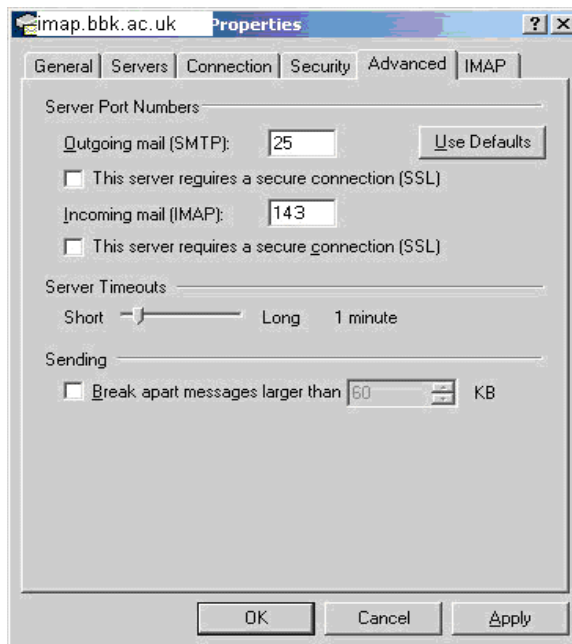 imap.bbk.ac.uk Properties ? X
General Servers Connection Security Advanced IMAP
Server Port Numbers
Outgoing mail (SMTP): 25 Use Defaults
This server requires a secure connection (SSL)
Incoming mail (IMAP): 143
This server requires a secure connection (SSL)
Server Timeouts
Short Long 1 minute
Sending
Break apart messages larger than 60 KB
OK Cancel Apply